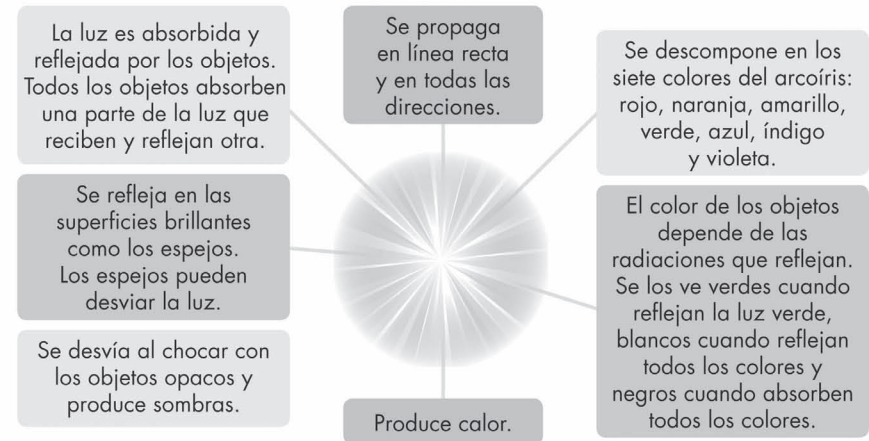 La luz es absorbida y
reflejada por los objetos.
Todos los objetos absorben
una parte de la luz que
reciben y reflejan otra.
Se propaga
en línea recta
y en todas las
direcciones.
Se descompone en los
siete colores del arcoíris:
rojo, naranja, amarillo,
verde, azul, índigo
y violeta.
Se refleja en las
superficies brillantes
como los espejos.
Los espejos pueden
desviar la luz.
El color de los objetos
depende de las
radiaciones que reflejan.
Se los ve verdes cuando
reflejan la luz verde,
blancos cuando reflejan
todos los colores y
negros cuando absorben
todos los colores.
Se desvía al chocar con
los objetos opacos y
produce sombras.
Produce calor.